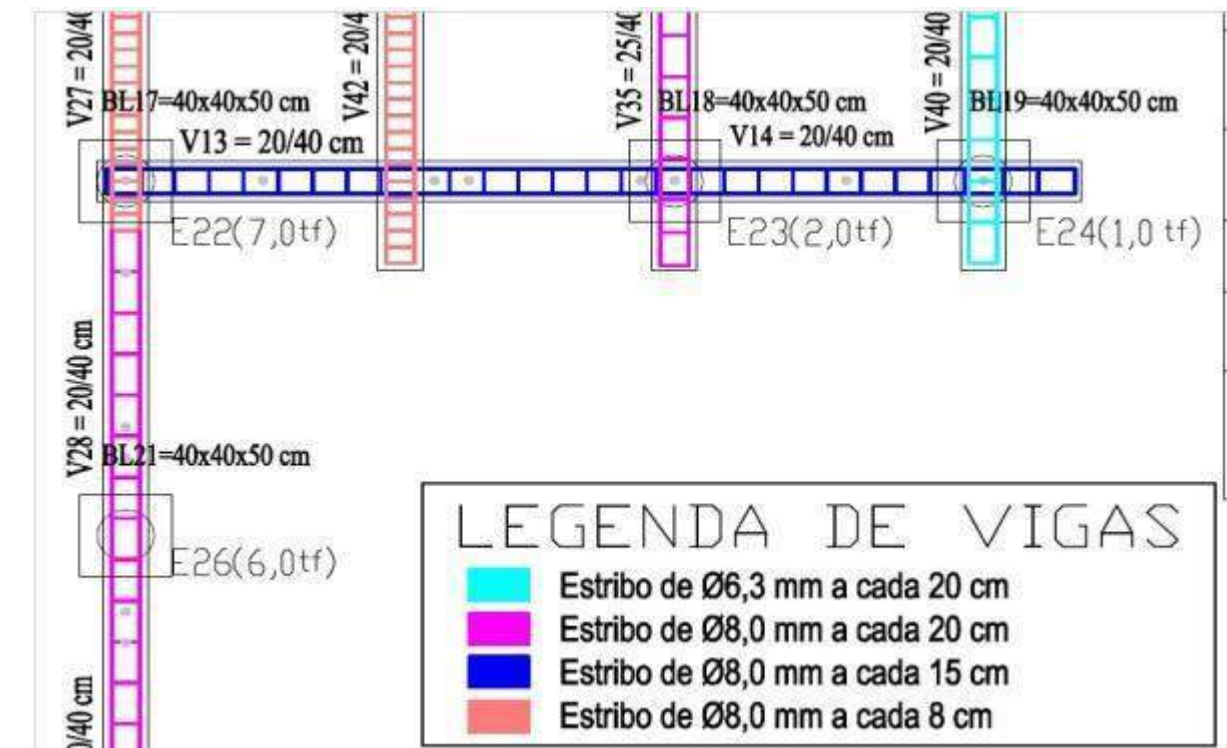 V27 = 20/40
V42 = 20/4
V35 = 25/40
V40 = 20/40
BL17=40x40x50 cm
BL18=40x40x50 cm
BL19=40x40x50 cm
V13 = 20/40 cm
V14 = 20/40 cm
E22(7,0tf)
E23(2,0tf)
E24(1,0 tf)
V28 = 20/40 cm
BL21=40x40x50 cm
E26(6,0tf)
0/40 cm
LEGENDA DE VIGAS
Estribo de Ø6,3 mm a cada 20 cm
Estribo de Ø8,0 mm a cada 20 cm
Estribo de Ø8,0 mm a cada 15 cm
Estribo de Ø8,0 mm a cada 8 cm